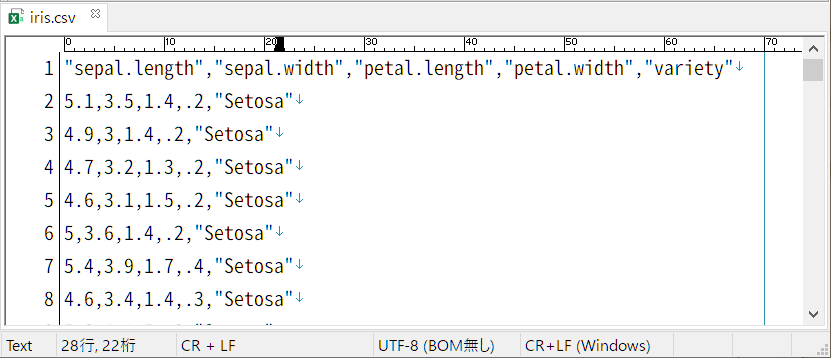 iris.csv
0 10 20 30 40 50 60 70
1 "sepal.length","sepal.width","petal.length","petal.width","variety"↓
2 5.1,3.5,1.4,.2,"Setosa"↓
3 4.9,3,1.4,.2,"Setosa"↓
4 4.7,3.2,1.3,.2,"Setosa"↓
5 4.6,3.1,1.5,.2,"Setosa"↓
6 5,3.6,1.4,.2,"Setosa"↓
7 5.4,3.9,1.7,.4,"Setosa"↓
8 4.6,3.4,1.4,.3,"Setosa"↓
Text 28行, 22桁 CR + LF UTF-8 (BOM無し) CR+LF (Windows)